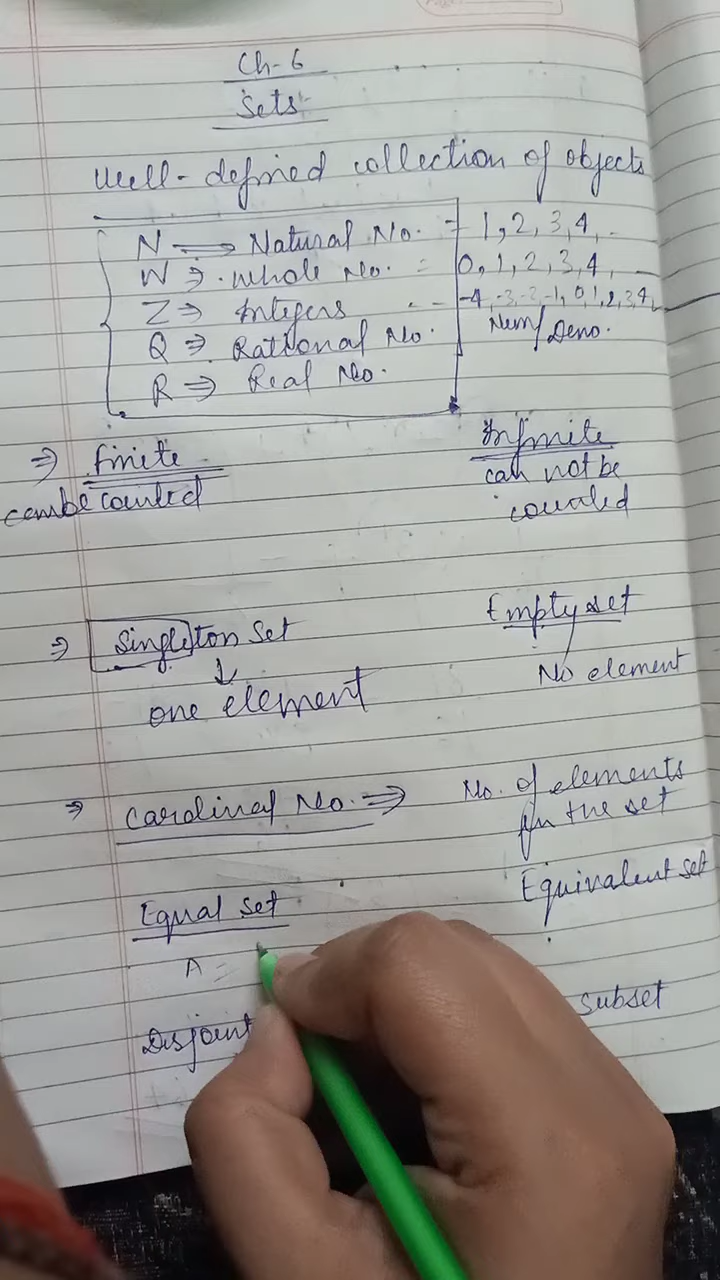 Ch-6
Sets
Well-defined collection of objects
N → Natural No. - 1, 2, 3, 4, .
W ⇒ Whole No. = 0, 1, 2, 3, 4,
Z ⇒ Integers - -4, -3, -2, -1, 0, 1, 2, 3, 4,
Q ⇒ Rational No. Num/Deno.
R ⇒ Real No.
⇒ finite Infinite
can be counted can not be
counted
⇒ Singleton Set Empty set
↓ No element
one element
⇒ Cardinal No. ⇒ No. of elements
in the set
Equal set Equivalent set
A =
Disjoint subset